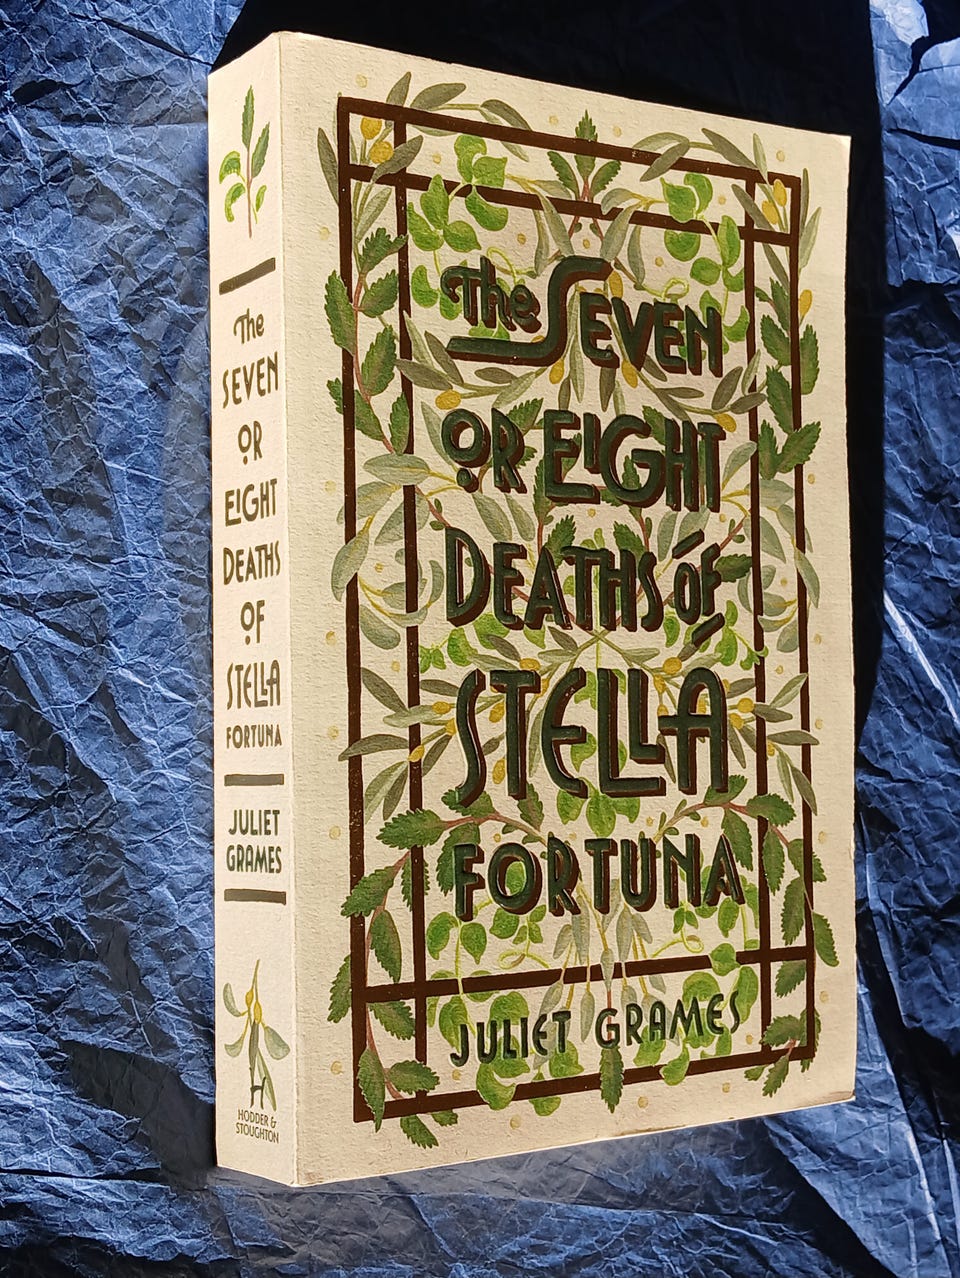 The
SEVEN
OR
EIGHT
DEATHS
OF
STELLA
FORTUNA
JULIET
GRAMES
H
HODDER &
STOUGHTON
The SEVEN
OR EIGHT
DEATHS OF
STELLA
FORTUNA
JULIET GRAMES